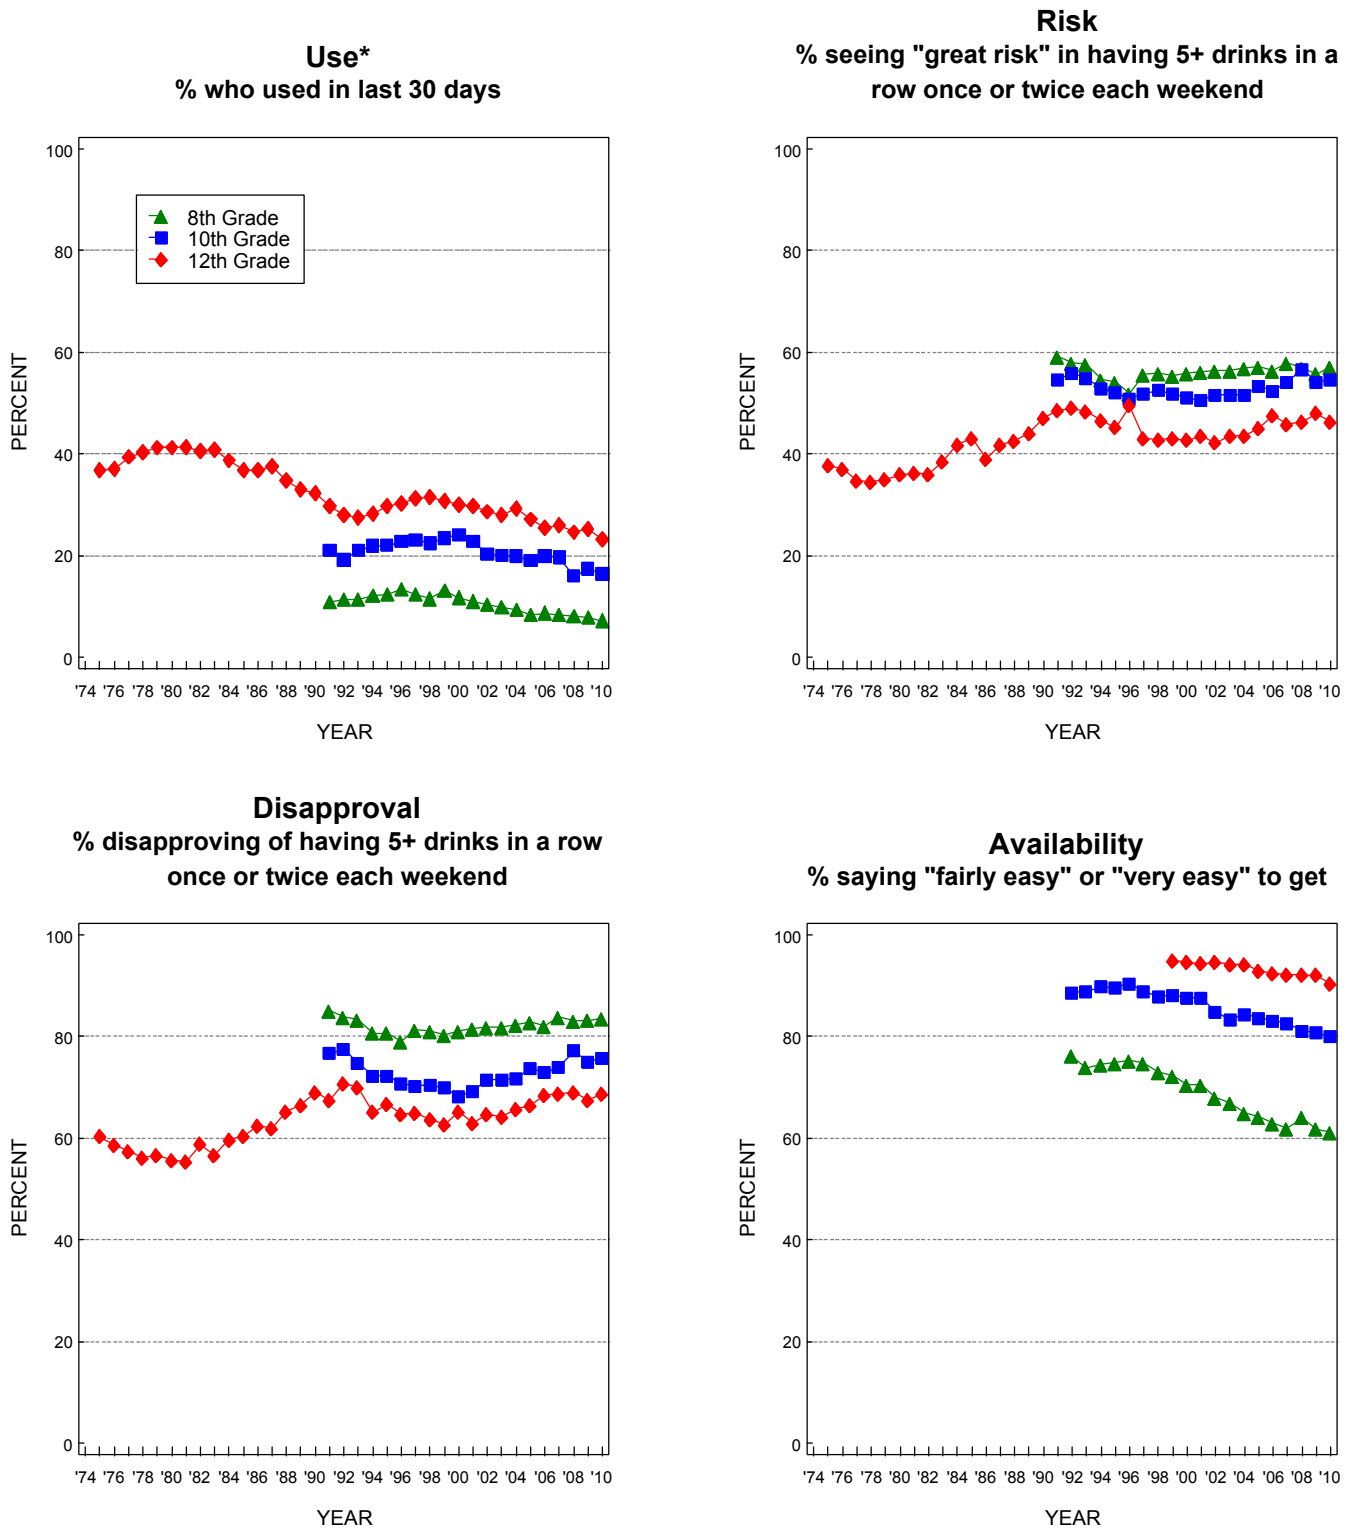 Use*
% who used in last 30 days
100
80
60
40
20
0
PERCENT
8th Grade
10th Grade
12th Grade
'74 '76 '78 '80 '82 '84 '86 '88 '90 '92 '94 '96 '98 '00 '02 '04 '06 '08 '10
YEAR
Risk
% seeing "great risk" in having 5+ drinks in a
row once or twice each weekend
100
80
60
40
20
0
PERCENT
'74 '76 '78 '80 '82 '84 '86 '88 '90 '92 '94 '96 '98 '00 '02 '04 '06 '08 '10
YEAR
Disapproval
% disapproving of having 5+ drinks in a row
once or twice each weekend
100
80
60
40
20
0
PERCENT
'74 '76 '78 '80 '82 '84 '86 '88 '90 '92 '94 '96 '98 '00 '02 '04 '06 '08 '10
YEAR
Availability
% saying "fairly easy" or "very easy" to get
100
80
60
40
20
0
PERCENT
'74 '76 '78 '80 '82 '84 '86 '88 '90 '92 '94 '96 '98 '00 '02 '04 '06 '08 '10
YEAR